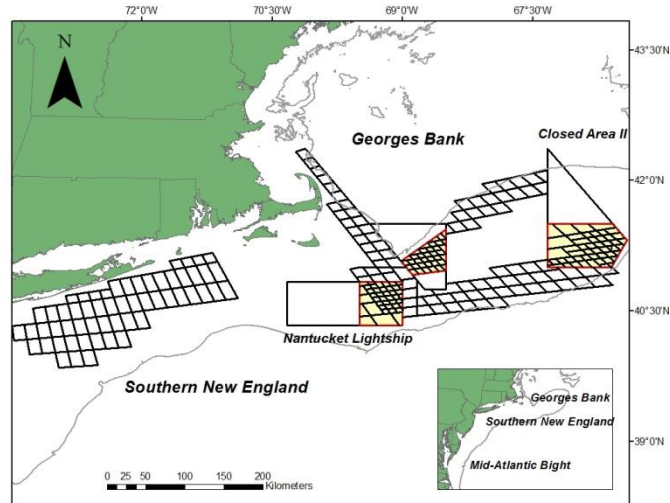 72°0'W 70°30'W 69°0'W 67°30'W
43°30'N
N
Georges Bank
Closed Area II
42°0'N
40°30'N
Nantucket Lightship
Southern New England
Georges Bank
Southern New England
39°0'N
Mid-Atlantic Bight
0 25 50 100 150 200
Kilometers